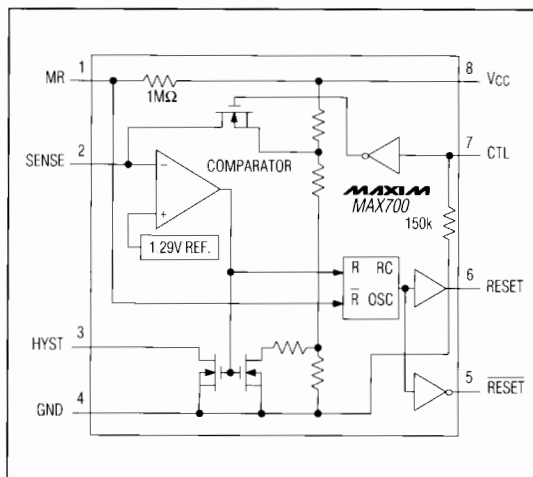 MR 1
1MΩ
8 Vcc
SENSE 2
COMPARATOR
7 CTL
MAXIM
MAX700
150k
1.29V REF.
R RC
R̅ OSC
6 RESET
HYST 3
GND 4
5 R̅E̅S̅E̅T̅